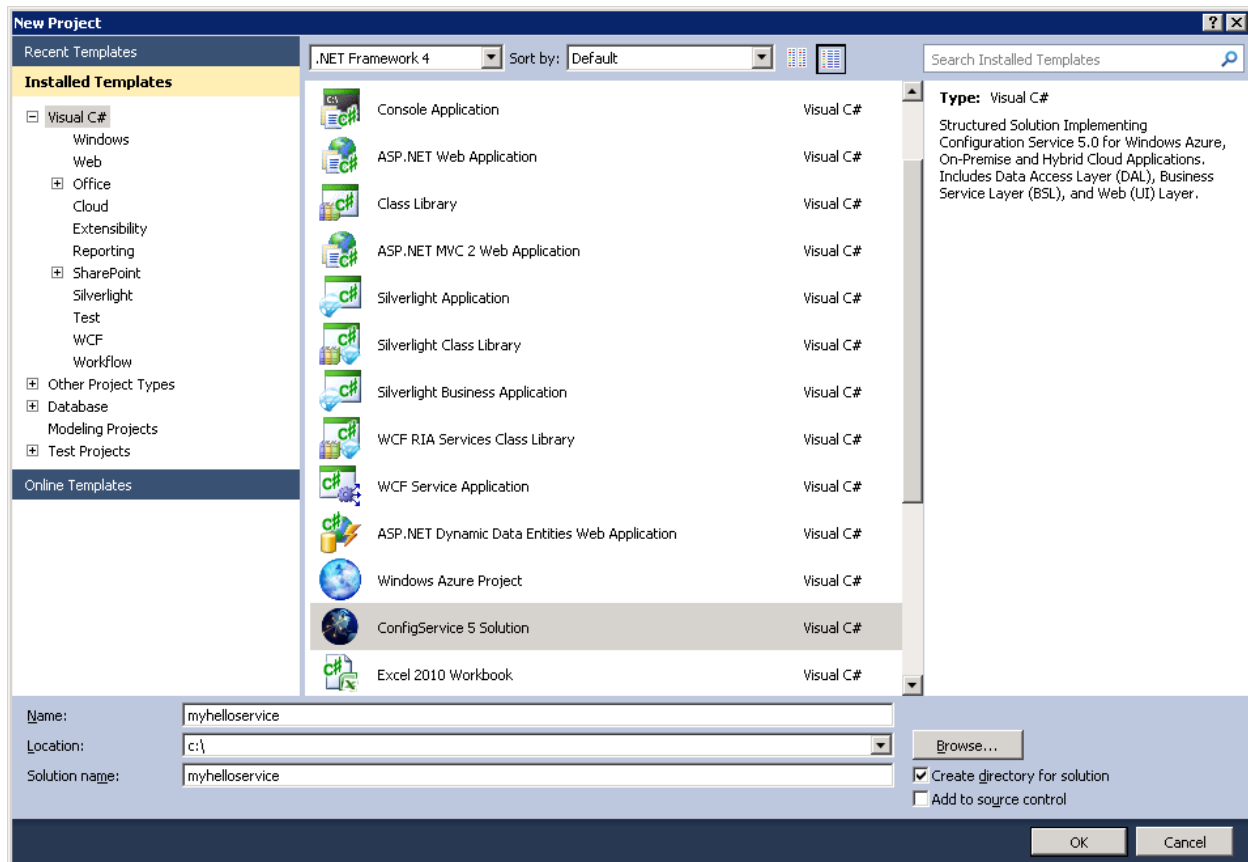 New Project
Recent Templates
Installed Templates
Visual C#
Windows
Web
Office
Cloud
Extensibility
Reporting
SharePoint
Silverlight
Test
WCF
Workflow
Other Project Types
Database
Modeling Projects
Test Projects
Online Templates
.NET Framework 4
Sort by: Default
Console Application Visual C#
ASP.NET Web Application Visual C#
Class Library Visual C#
ASP.NET MVC 2 Web Application Visual C#
Silverlight Application Visual C#
Silverlight Class Library Visual C#
Silverlight Business Application Visual C#
WCF RIA Services Class Library Visual C#
WCF Service Application Visual C#
ASP.NET Dynamic Data Entities Web Application Visual C#
Windows Azure Project Visual C#
ConfigService 5 Solution Visual C#
Excel 2010 Workbook Visual C#
Search Installed Templates
Type: Visual C#
Structured Solution Implementing
Configuration Service 5.0 for Windows Azure,
On-Premise and Hybrid Cloud Applications.
Includes Data Access Layer (DAL), Business
Service Layer (BSL), and Web (UI) Layer.
Name: myhelloservice
Location: c:\
Browse...
Solution name: myhelloservice
Create directory for solution
Add to source control
OK Cancel